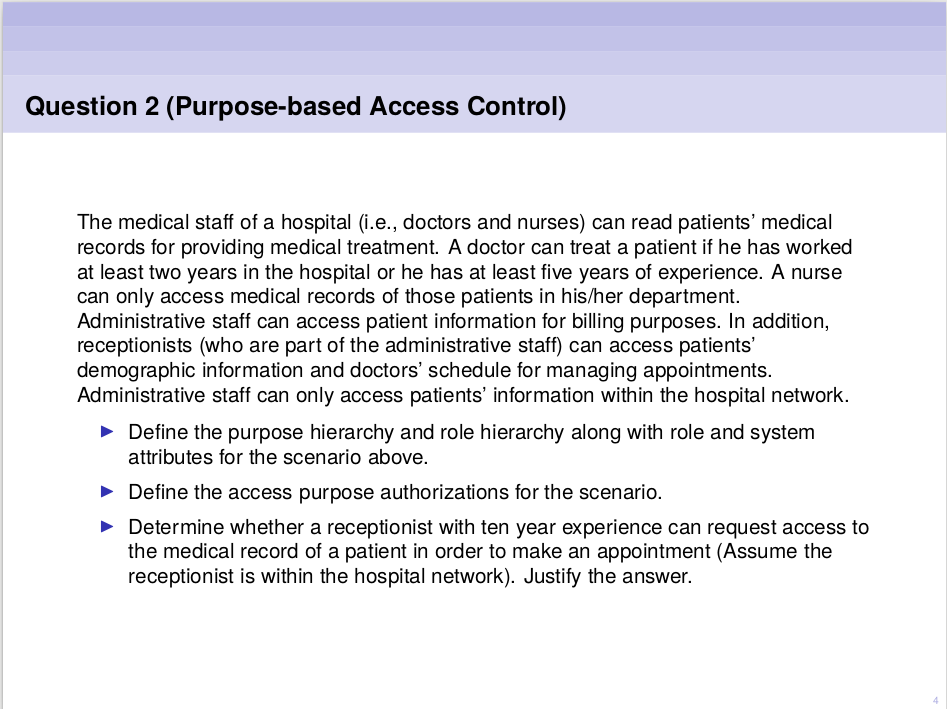 Question 2 (Purpose-based Access Control)
The medical staff of a hospital (i.e., doctors and nurses) can read patients' medical
records for providing medical treatment. A doctor can treat a patient if he has worked
at least two years in the hospital or he has at least five years of experience. A nurse
can only access medical records of those patients in his/her department.
Administrative staff can access patient information for billing purposes. In addition,
receptionists (who are part of the administrative staff) can access patients'
demographic information and doctors' schedule for managing appointments.
Administrative staff can only access patients' information within the hospital network.
Define the purpose hierarchy and role hierarchy along with role and system
attributes for the scenario above.
Define the access purpose authorizations for the scenario.
Determine whether a receptionist with ten year experience can request access to
the medical record of a patient in order to make an appointment (Assume the
receptionist is within the hospital network). Justify the answer.
4